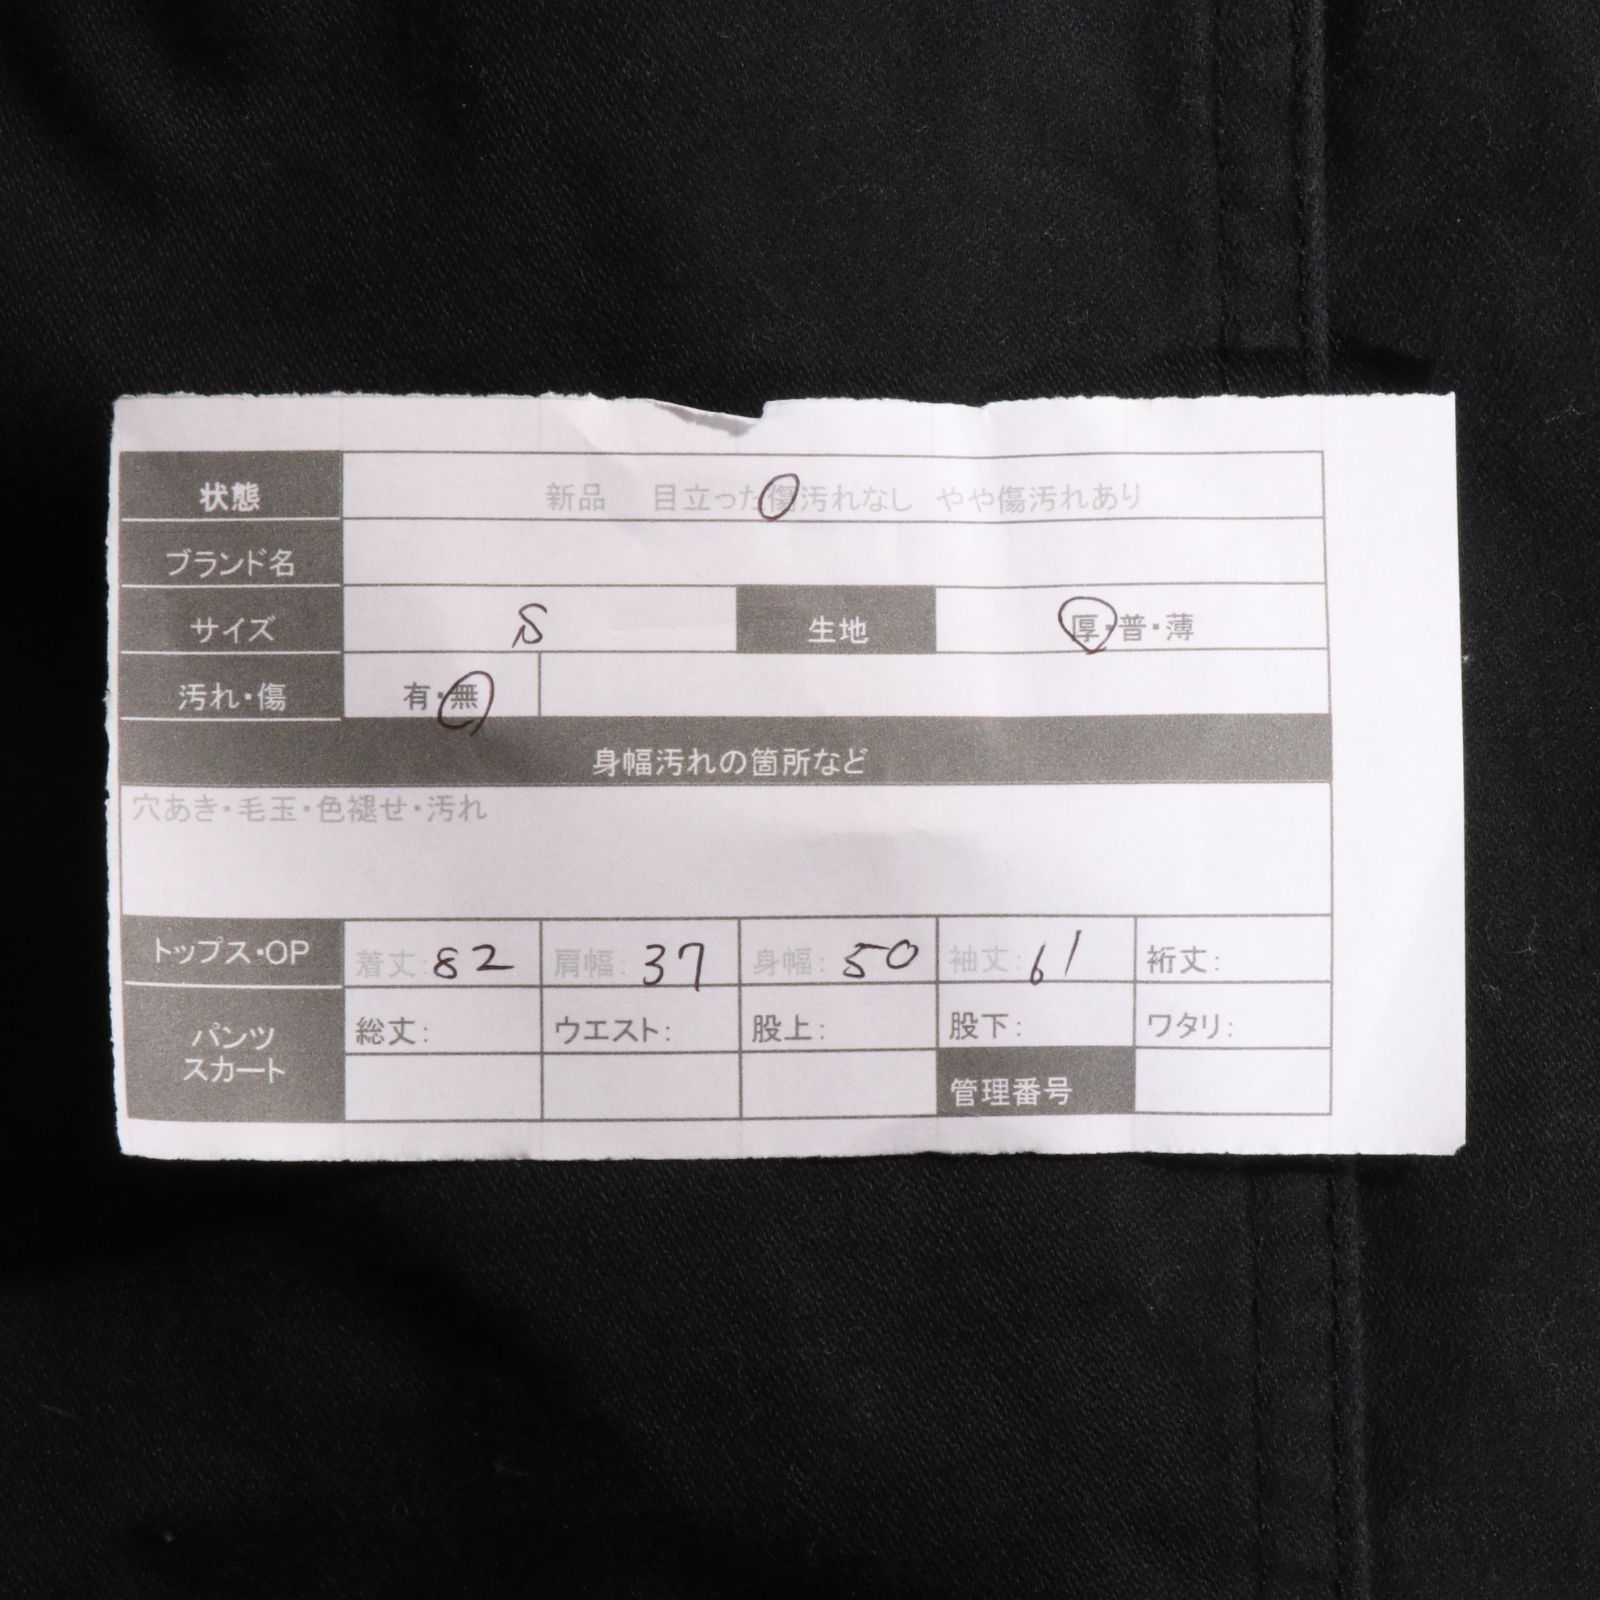 状態 新品 目立った傷汚れなし やや傷汚れあり
ブランド名
サイズ S 生地 厚・普・薄
汚れ・傷 有・無
身幅汚れの箇所など
穴あき・毛玉・色褪せ・汚れ
トップス・OP 着丈: 82 肩幅: 37 身幅: 50 袖丈: 61 裄丈:
パンツ
スカート
総丈: ウエスト: 股上: 股下: ワタリ:
管理番号